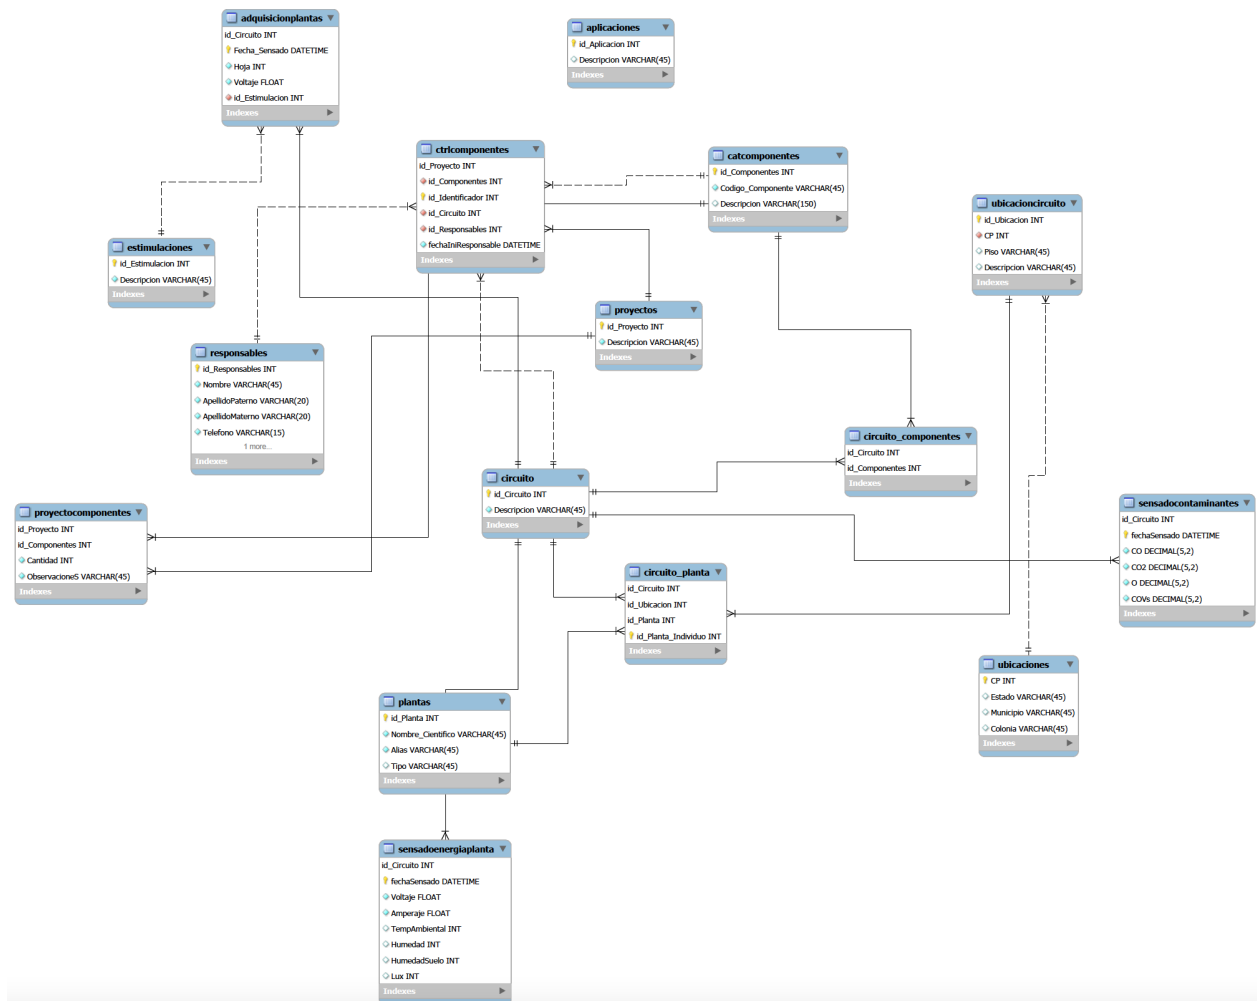 adquisicionplantas
id_Circuito INT
Fecha_Sensado DATETIME
Hoja INT
Voltaje FLOAT
id_Estimulacion INT
Indexes
aplicaciones
id_Aplicacion INT
Descripcion VARCHAR(45)
Indexes
ctrlcomponentes
id_Proyecto INT
id_Componentes INT
id_Identificador INT
id_Circuito INT
id_Responsables INT
fechaIniResponsable DATETIME
Indexes
catcomponentes
id_Componentes INT
Codigo_Componente VARCHAR(45)
Descripcion VARCHAR(150)
Indexes
ubicacioncircuito
id_Ubicacion INT
CP INT
Piso VARCHAR(45)
Descripcion VARCHAR(45)
Indexes
estimulaciones
id_Estimulacion INT
Descripcion VARCHAR(45)
Indexes
proyectos
id_Proyecto INT
Descripcion VARCHAR(45)
Indexes
responsables
id_Responsables INT
Nombre VARCHAR(45)
ApellidoPaterno VARCHAR(20)
ApellidoMaterno VARCHAR(20)
Telefono VARCHAR(15)
1 more...
Indexes
circuito_componentes
id_Circuito INT
id_Componentes INT
Indexes
circuito
id_Circuito INT
Descripcion VARCHAR(45)
Indexes
proyectocomponentes
id_Proyecto INT
id_Componentes INT
Cantidad INT
ObservacioneS VARCHAR(45)
Indexes
sensadocontaminantes
id_Circuito INT
fechaSensado DATETIME
CO DECIMAL(5,2)
CO2 DECIMAL(5,2)
O DECIMAL(5,2)
COVs DECIMAL(5,2)
Indexes
circuito_planta
id_Circuito INT
id_Ubicacion INT
id_Planta INT
id_Planta_Individuo INT
Indexes
ubicaciones
CP INT
Estado VARCHAR(45)
Municipio VARCHAR(45)
Colonia VARCHAR(45)
Indexes
plantas
id_Planta INT
Nombre_Cientifico VARCHAR(45)
Alias VARCHAR(45)
Tipo VARCHAR(45)
Indexes
sensadoenergiaplanta
id_Circuito INT
fechaSensado DATETIME
Voltaje FLOAT
Amperaje FLOAT
TempAmbiental INT
Humedad INT
HumedadSuelo INT
Lux INT
Indexes